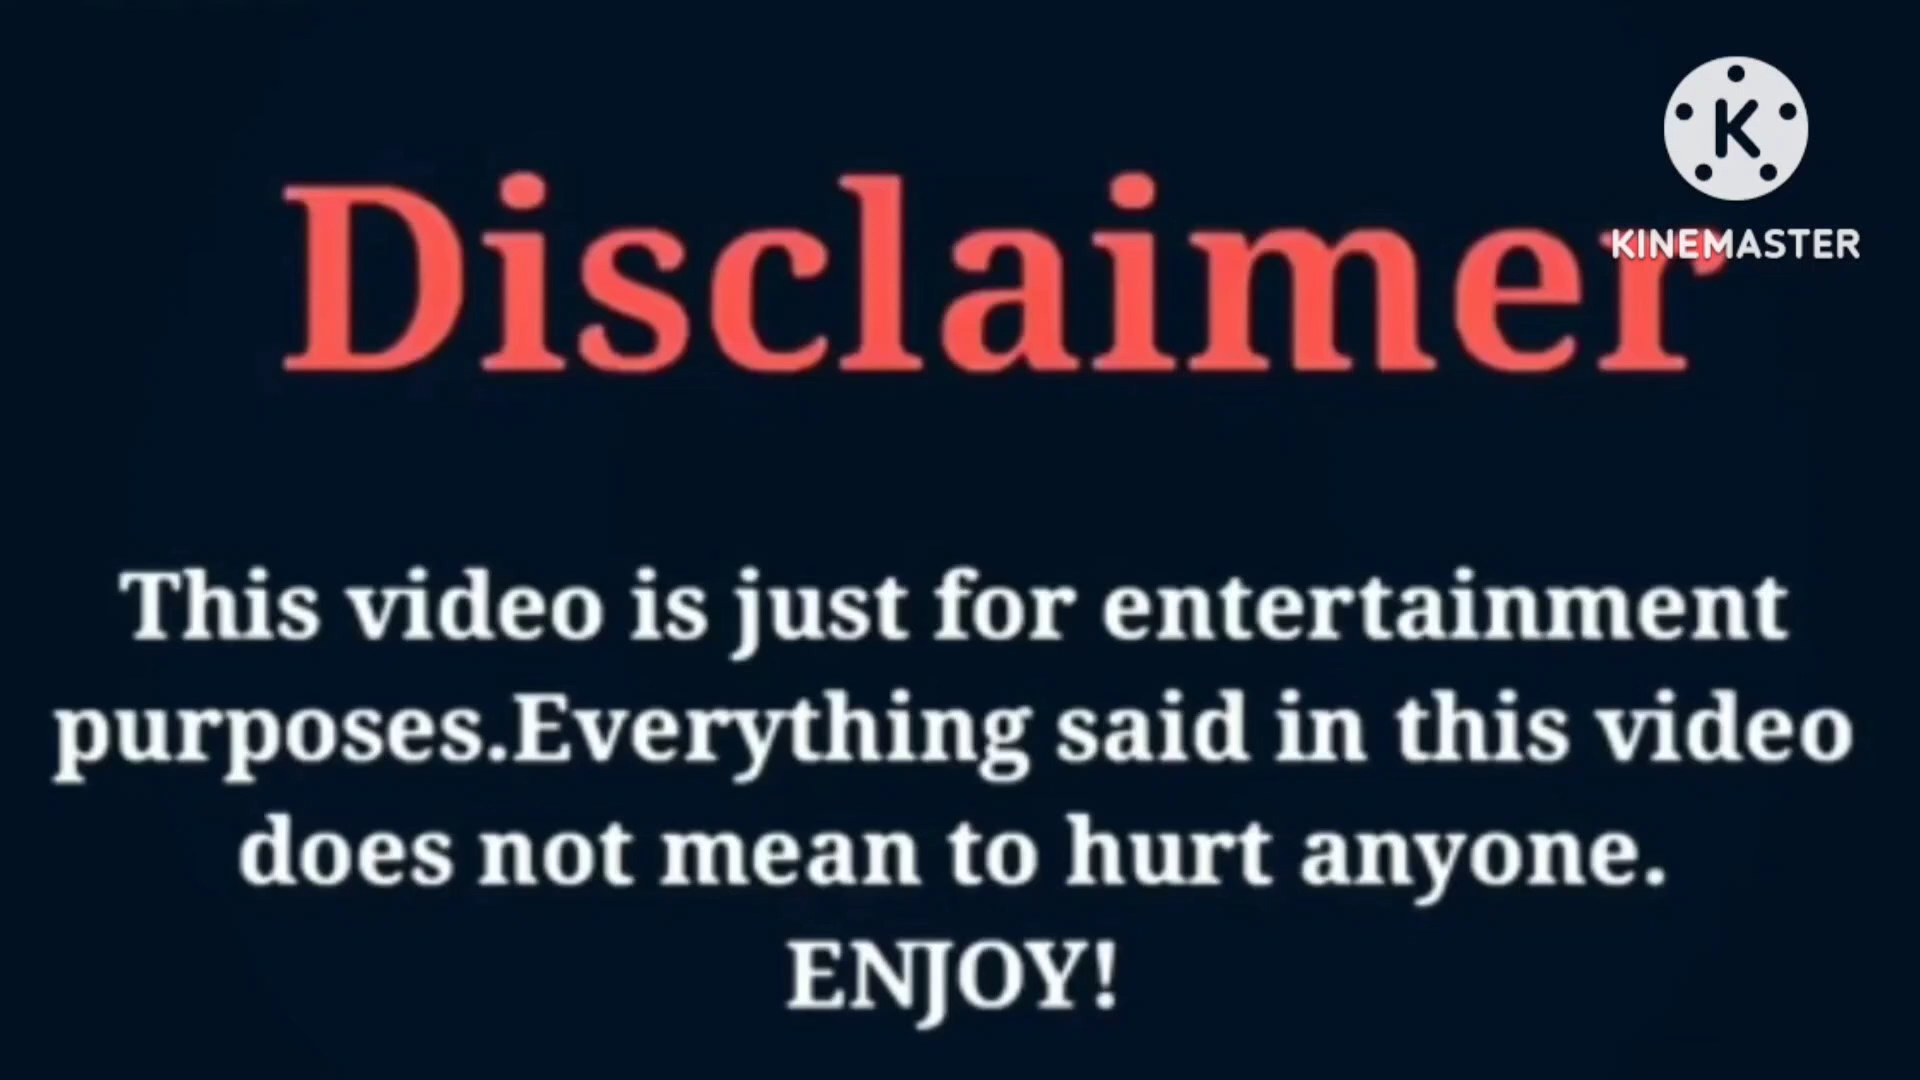 K
KINEMASTER
Disclaimer
This video is just for entertainment
purposes.Everything said in this video
does not mean to hurt anyone.
ENJOY!